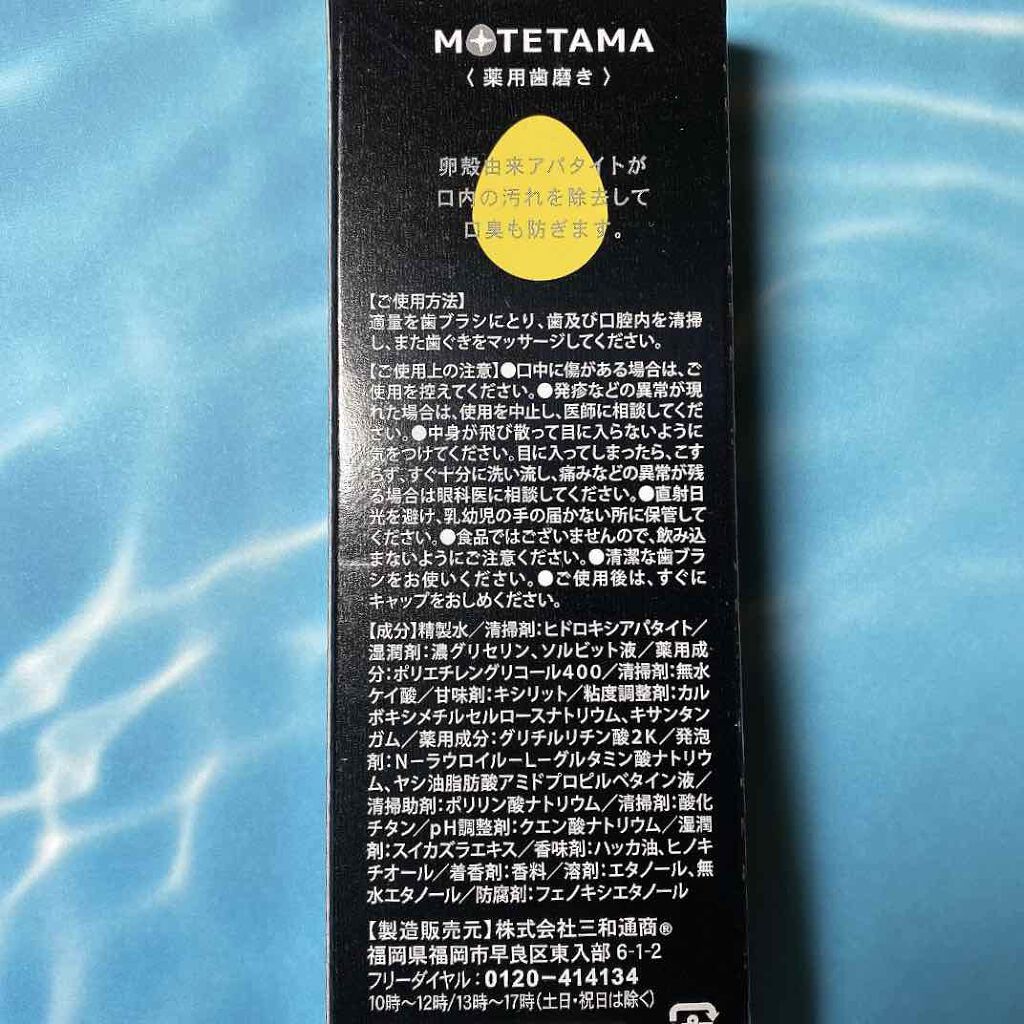 MOTETAMA
〈 薬用歯磨き 〉
卵殻由来アパタイトが
口内の汚れを除去して
口臭も防ぎます。
【ご使用方法】
適量を歯ブラシにとり、歯及び口腔内を清掃
し、また歯ぐきをマッサージしてください。
【ご使用上の注意】●口中に傷がある場合は、ご
使用を控えてください。●発疹などの異常が現
れた場合は、使用を中止し、医師に相談してくだ
さい。●中身が飛び散って目に入らないように
気をつけてください。目に入ってしまったら、こす
らず、すぐ十分に洗い流し、痛みなどの異常が残
る場合は眼科医に相談してください。●直射日
光を避け、乳幼児の手の届かない所に保管して
ください。●食品ではございませんので、飲み込
まないようにご注意ください。●清潔な歯ブラ
シをお使いください。●ご使用後は、すぐに
キャップをおしめください。
【成分】精製水／清掃剤：ヒドロキシアパタイト／
湿潤剤：濃グリセリン、ソルビット液／薬用成
分：ポリエチレングリコール400／清掃剤：無水
ケイ酸／甘味剤：キシリット／粘度調整剤：カル
ボキシメチルセルロースナトリウム、キサンタン
ガム／薬用成分：グリチルリチン酸2K／発泡
剤：N－ラウロイルーL－グルタミン酸ナトリウ
ム、ヤシ油脂肪酸アミドプロピルベタイン液／
清掃助剤：ポリリン酸ナトリウム／清掃剤：酸化
チタン／pH調整剤：クエン酸ナトリウム／湿潤
剤：スイカズラエキス／香味剤：ハッカ油、ヒノキ
チオール／着香剤：香料／溶剤：エタノール、無
水エタノール／防腐剤：フェノキシエタノール
【製造販売元】株式会社三和通商®
福岡県福岡市早良区東入部 6-1-2
フリーダイヤル：0120-414134
10時〜12時/13時〜17時（土日・祝日は除く）